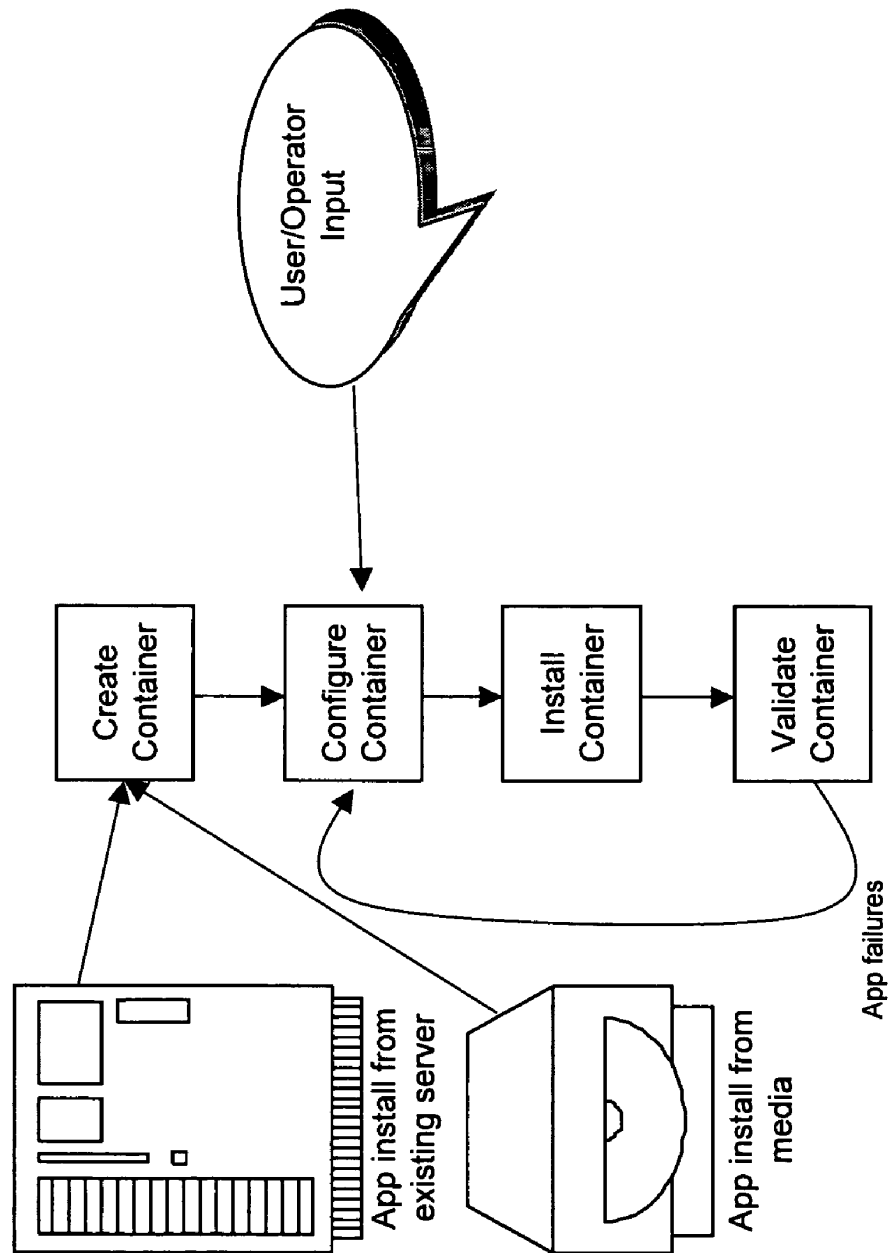 App install from
existing server
App install from
media
Create
Container
Configure
Container
Install
Container
Validate
Container
App failures
User/Operator
Input